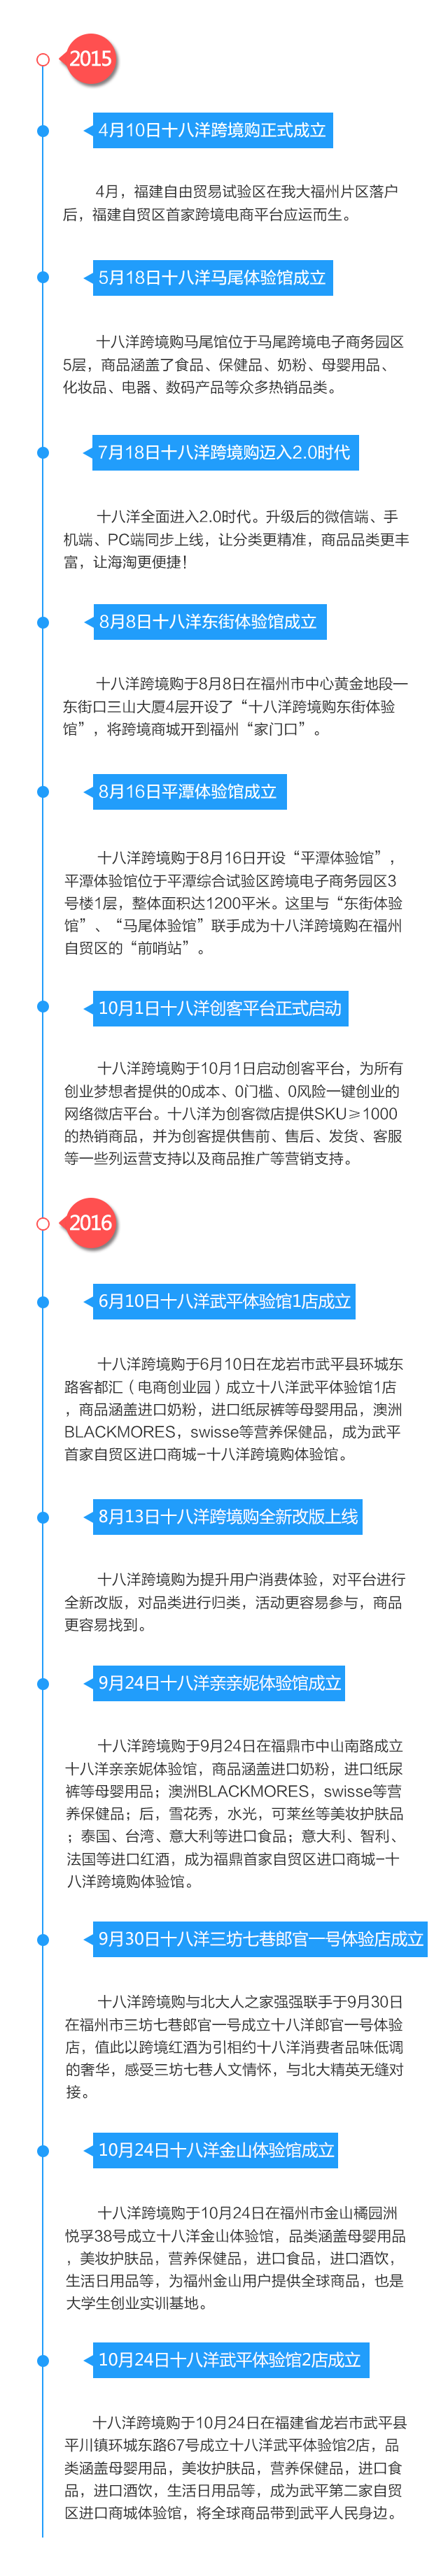 2015
4月10日十八洋跨境购正式成立
4月，福建自由贸易试验区在我大福州片区落户
后，福建自贸区首家跨境电商平台应运而生。
5月18日十八洋马尾体验馆成立
十八洋跨境购马尾馆位于马尾跨境电子商务园区
5层，商品涵盖了食品、保健品、奶粉、母婴用品、
化妆品、电器、数码产品等众多热销品类。
7月18日十八洋跨境购迈入2.0时代
十八洋全面进入2.0时代。升级后的微信端、手
机端、PC端同步上线，让分类更精准，商品品类更丰
富，让海淘更便捷！
8月8日十八洋东街体验馆成立
十八洋跨境购于8月8日在福州市中心黄金地段—
东街口三山大厦4层开设了“十八洋跨境购东街体验
馆”，将跨境商城开到福州“家门口”。
8月16日平潭体验馆成立
十八洋跨境购于8月16日开设“平潭体验馆”，
平潭体验馆位于平潭综合试验区跨境电子商务园区3
号楼1层，整体面积达1200平米。这里与“东街体验
馆”、“马尾体验馆”联手成为十八洋跨境购在福州
自贸区的“前哨站”。
10月1日十八洋创客平台正式启动
十八洋跨境购于10月1日启动创客平台，为所有
创业梦想者提供的0成本、0门槛、0风险一键创业的
网络微店平台。十八洋为创客微店提供SKU≥1000
的热销商品，并为创客提供售前、售后、发货、客服
等一些列运营支持以及商品推广等营销支持。
2016
6月10日十八洋武平体验馆1店成立
十八洋跨境购于6月10日在龙岩市武平县环城东
路客都汇（电商创业园）成立十八洋武平体验馆1店
，商品涵盖进口奶粉，进口纸尿裤等母婴用品，澳洲
BLACKMORES，swisse等营养保健品，成为武平
首家自贸区进口商城–十八洋跨境购体验馆。
8月13日十八洋跨境购全新改版上线
十八洋跨境购为提升用户消费体验，对平台进行
全新改版，对品类进行归类，活动更容易参与，商品
更容易找到。
9月24日十八洋亲亲妮体验馆成立
十八洋跨境购于9月24日在福鼎市中山南路成立
十八洋亲亲妮体验馆，商品涵盖进口奶粉，进口纸尿
裤等母婴用品；澳洲BLACKMORES，swisse等营
养保健品；后，雪花秀，水光，可莱丝等美妆护肤品
；泰国、台湾、意大利等进口食品；意大利、智利、
法国等进口红酒，成为福鼎首家自贸区进口商城–十
八洋跨境购体验馆。
9月30日十八洋三坊七巷郎官一号体验店成立
十八洋跨境购与北大人之家强强联手于9月30日
在福州市三坊七巷郎官一号成立十八洋郎官一号体验
店，值此以跨境红酒为引相约十八洋消费者品味低调
的奢华，感受三坊七巷人文情怀，与北大精英无缝对
接。
10月24日十八洋金山体验馆成立
十八洋跨境购于10月24日在福州市金山橘园洲
悦孚38号成立十八洋金山体验馆，品类涵盖母婴用品
，美妆护肤品，营养保健品，进口食品，进口酒饮，
生活日用品等，为福州金山用户提供全球商品，也是
大学生创业实训基地。
10月24日十八洋武平体验馆2店成立
十八洋跨境购于10月24日在福建省龙岩市武平县
平川镇环城东路67号成立十八洋武平体验馆2店，品
类涵盖母婴用品，美妆护肤品，营养保健品，进口食
品，进口酒饮，生活日用品等，成为武平第二家自贸
区进口商城体验馆，将全球商品带到武平人民身边。